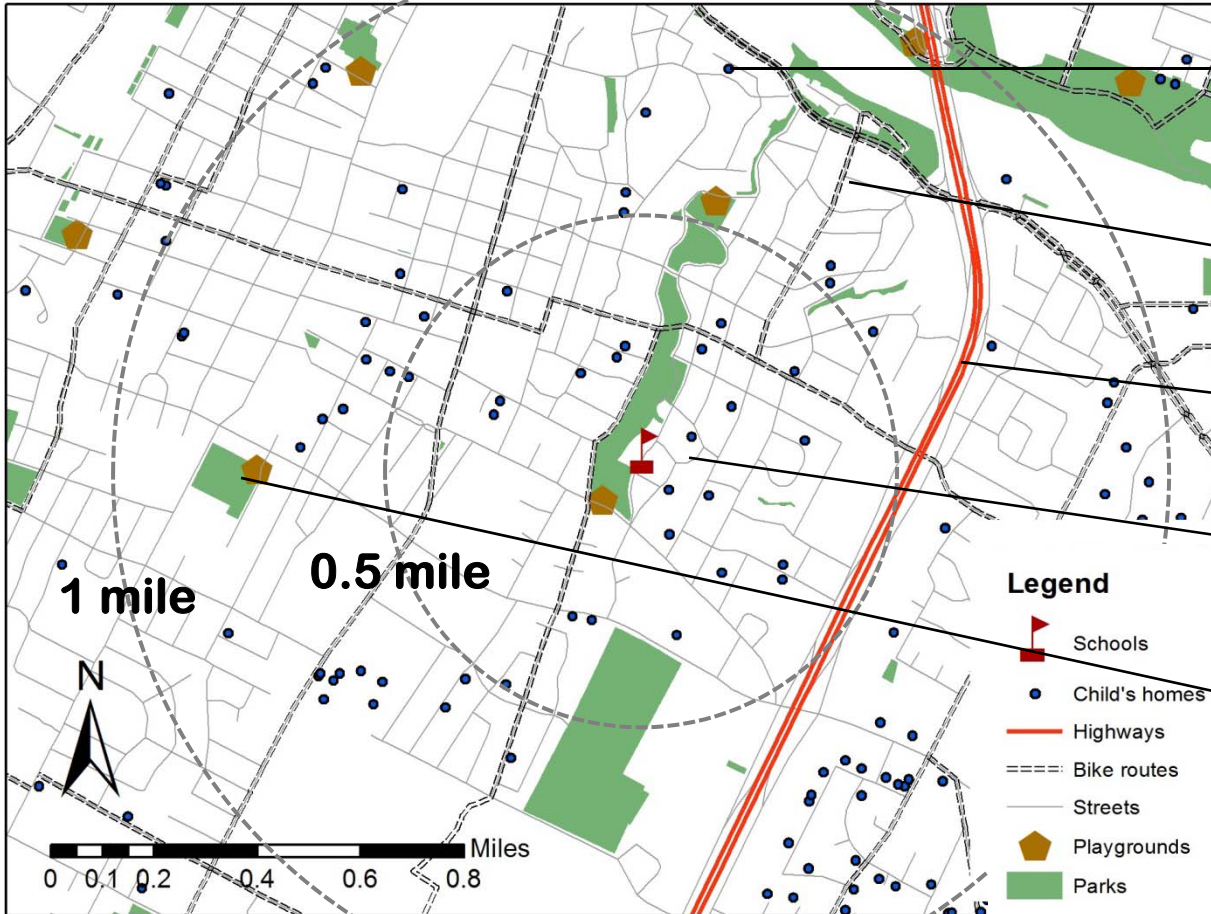 0.5 mile
1 mile
N
Miles
0 0.1 0.2 0.4 0.6 0.8
Legend
Schools
Child's homes
Highways
Bike routes
Streets
Playgrounds
Parks